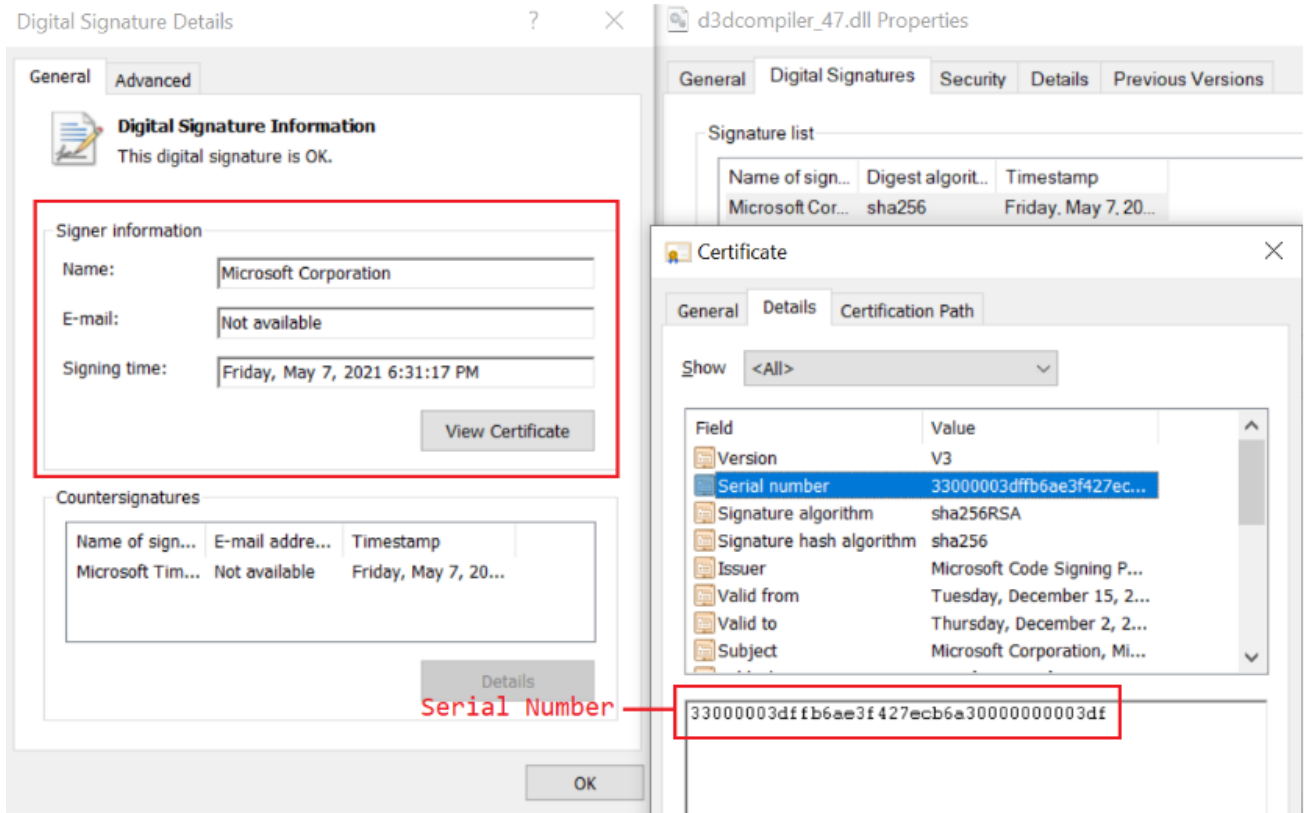 Digital Signature Details ?
General Advanced
Digital Signature Information
This digital signature is OK.
Signer information
Name: Microsoft Corporation
E-mail: Not available
Signing time: Friday, May 7, 2021 6:31:17 PM
View Certificate
Countersignatures
Name of sign... E-mail addre... Timestamp
Microsoft Tim... Not available Friday, May 7, 20...
Details
Serial Number
OK
d3dcompiler_47.dll Properties
General Digital Signatures Security Details Previous Versions
Signature list
Name of sign... Digest algorit... Timestamp
Microsoft Cor... sha256 Friday, May 7, 20...
Certificate
General Details Certification Path
Show <All>
Field Value
Version V3
Serial number 33000003dffb6ae3f427ec...
Signature algorithm sha256RSA
Signature hash algorithm sha256
Issuer Microsoft Code Signing P...
Valid from Tuesday, December 15, 2...
Valid to Thursday, December 2, 2...
Subject Microsoft Corporation, Mi...
33000003dffb6ae3f427ecb6a30000000003df